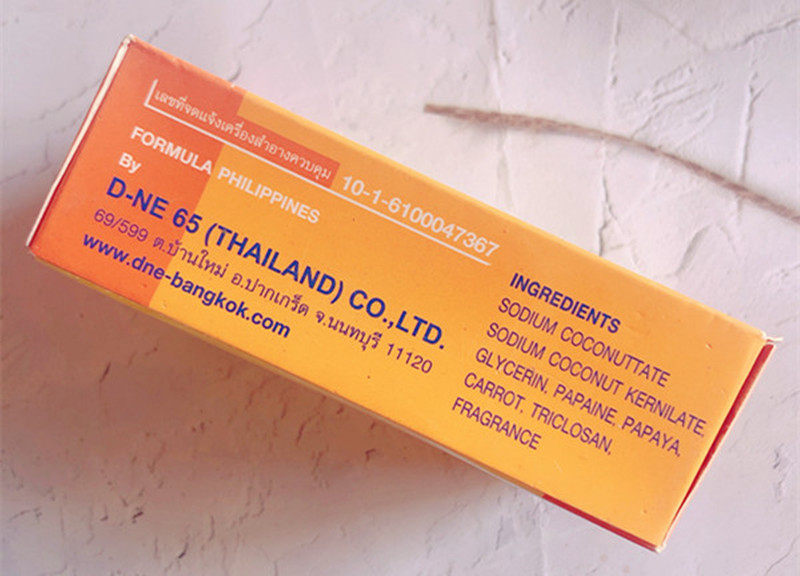 เลขที่จดแจ้งเครื่องสำอางควบคุม 10-1-6100047367
FORMULA PHILIPPINES
By
D-NE 65 (THAILAND) CO.,LTD.
69/599 ต.บ้านใหม่ อ.ปากเกร็ด จ.นนทบุรี 11120
www.dne-bangkok.com
INGREDIENTS
SODIUM COCONUTTATE
SODIUM COCONUT KERNILATE,
GLYCERIN, PAPAINE, PAPAYA,
CARROT, TRICLOSAN,
FRAGRANCE